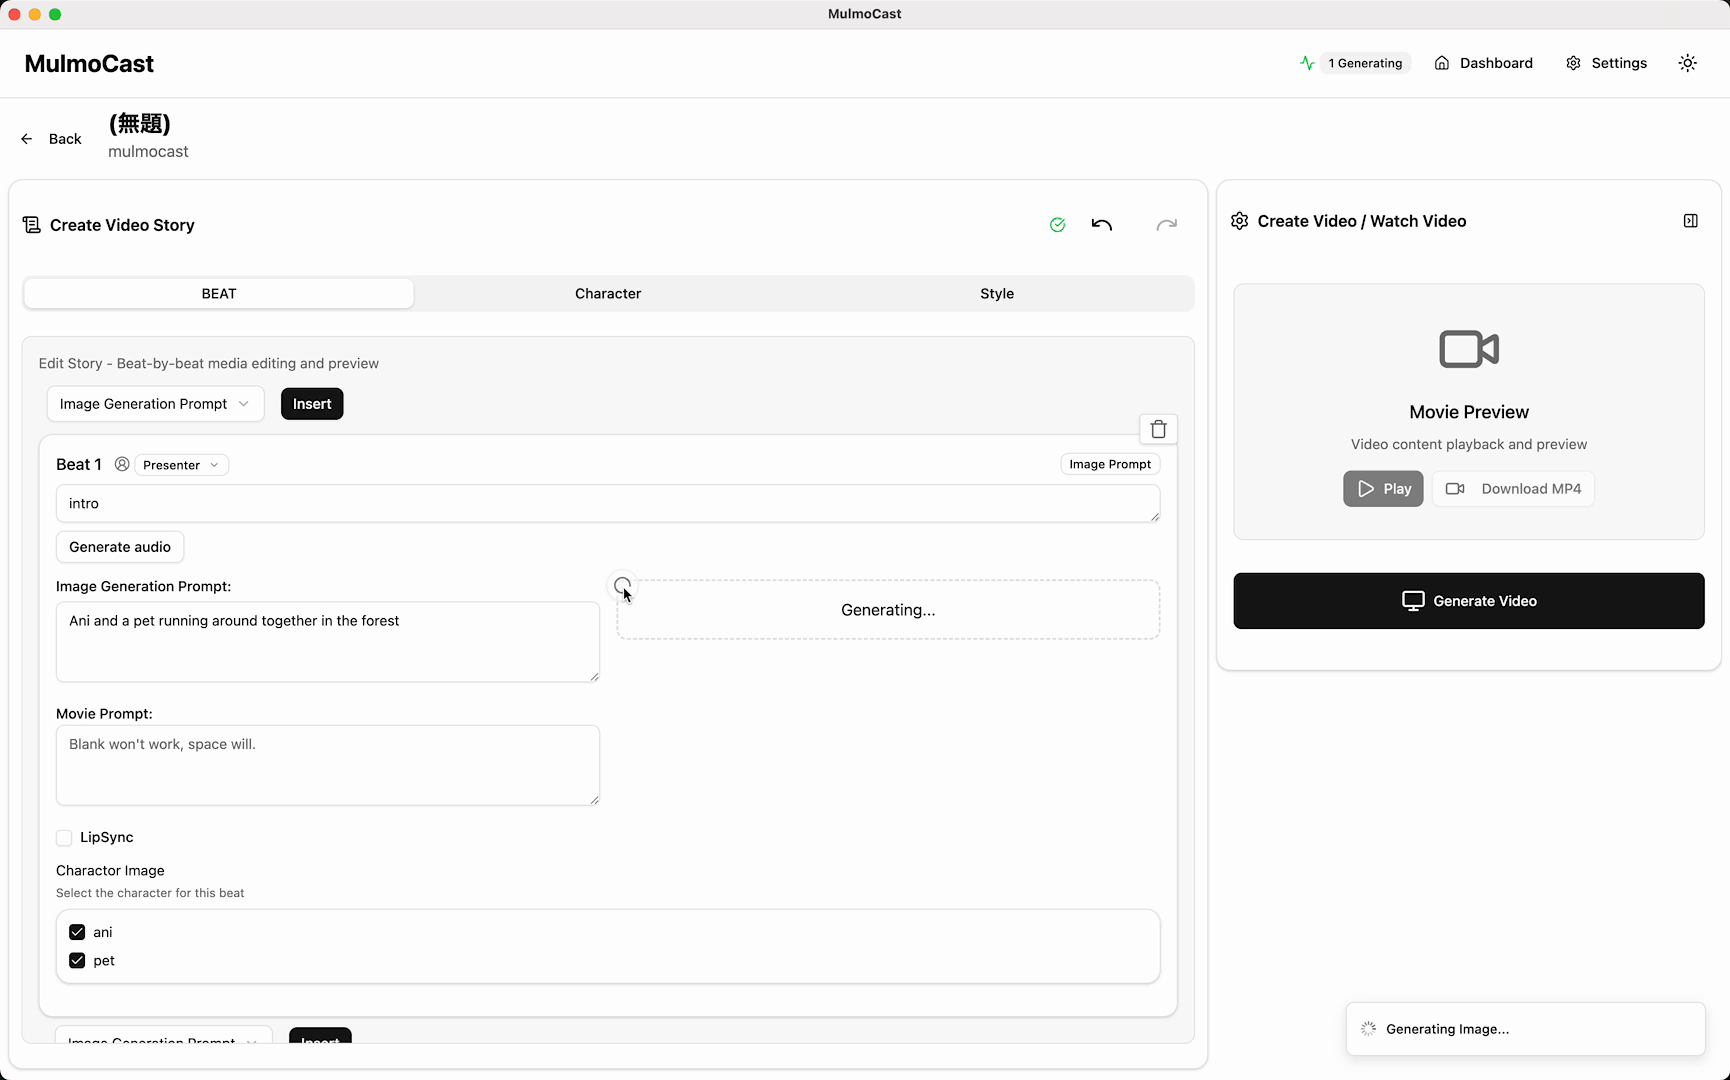 MulmoCast
MulmoCast
1 Generating
Dashboard
Settings
Back
(無題)
mulmocast
Create Video Story
BEAT
Character
Style
Edit Story - Beat-by-beat media editing and preview
Image Generation Prompt
Insert
Beat 1
Presenter
Image Prompt
intro
Generate audio
Image Generation Prompt:
Ani and a pet running around together in the forest
Generating...
Movie Prompt:
Blank won't work, space will.
LipSync
Charactor Image
Select the character for this beat
ani
pet
Image Generation Prompt
Insert
Create Video / Watch Video
Movie Preview
Video content playback and preview
Play
Download MP4
Generate Video
Generating Image...